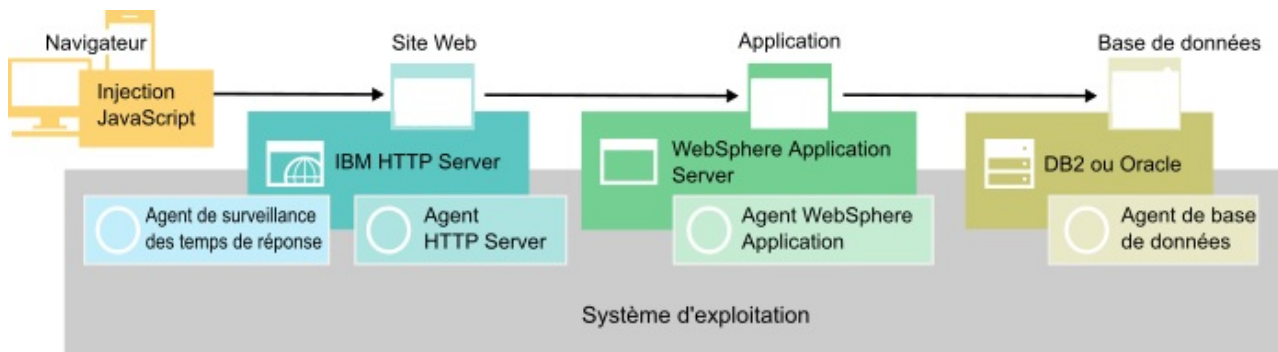 Navigateur
Site Web
Application
Base de données
Injection
JavaScript
IBM HTTP Server
WebSphere Application
Server
DB2 ou Oracle
Agent de surveillance
des temps de réponse
Agent
HTTP Server
Agent WebSphere
Application
Agent de base
de données
Système d'exploitation